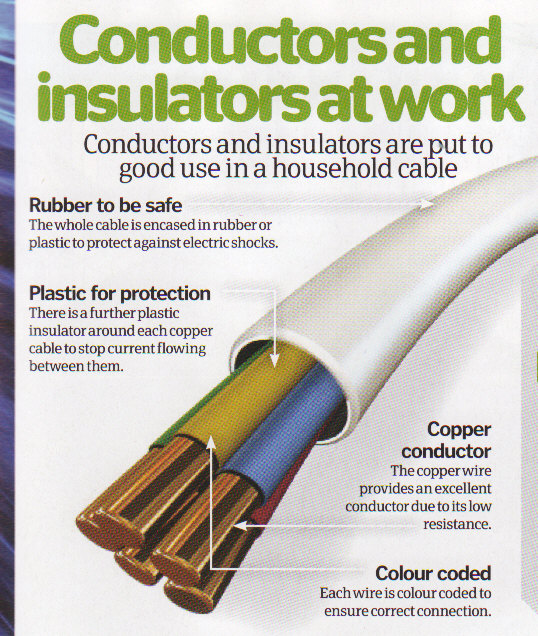 Conductors and
insulators at work
Conductors and insulators are put to
good use in a household cable
Rubber to be safe
The whole cable is encased in rubber or
plastic to protect against electric shocks.
Plastic for protection
There is a further plastic
insulator around each copper
cable to stop current flowing
between them.
Copper
conductor
The copper wire
provides an excellent
conductor due to its low
resistance.
Colour coded
Each wire is colour coded to
ensure correct connection.